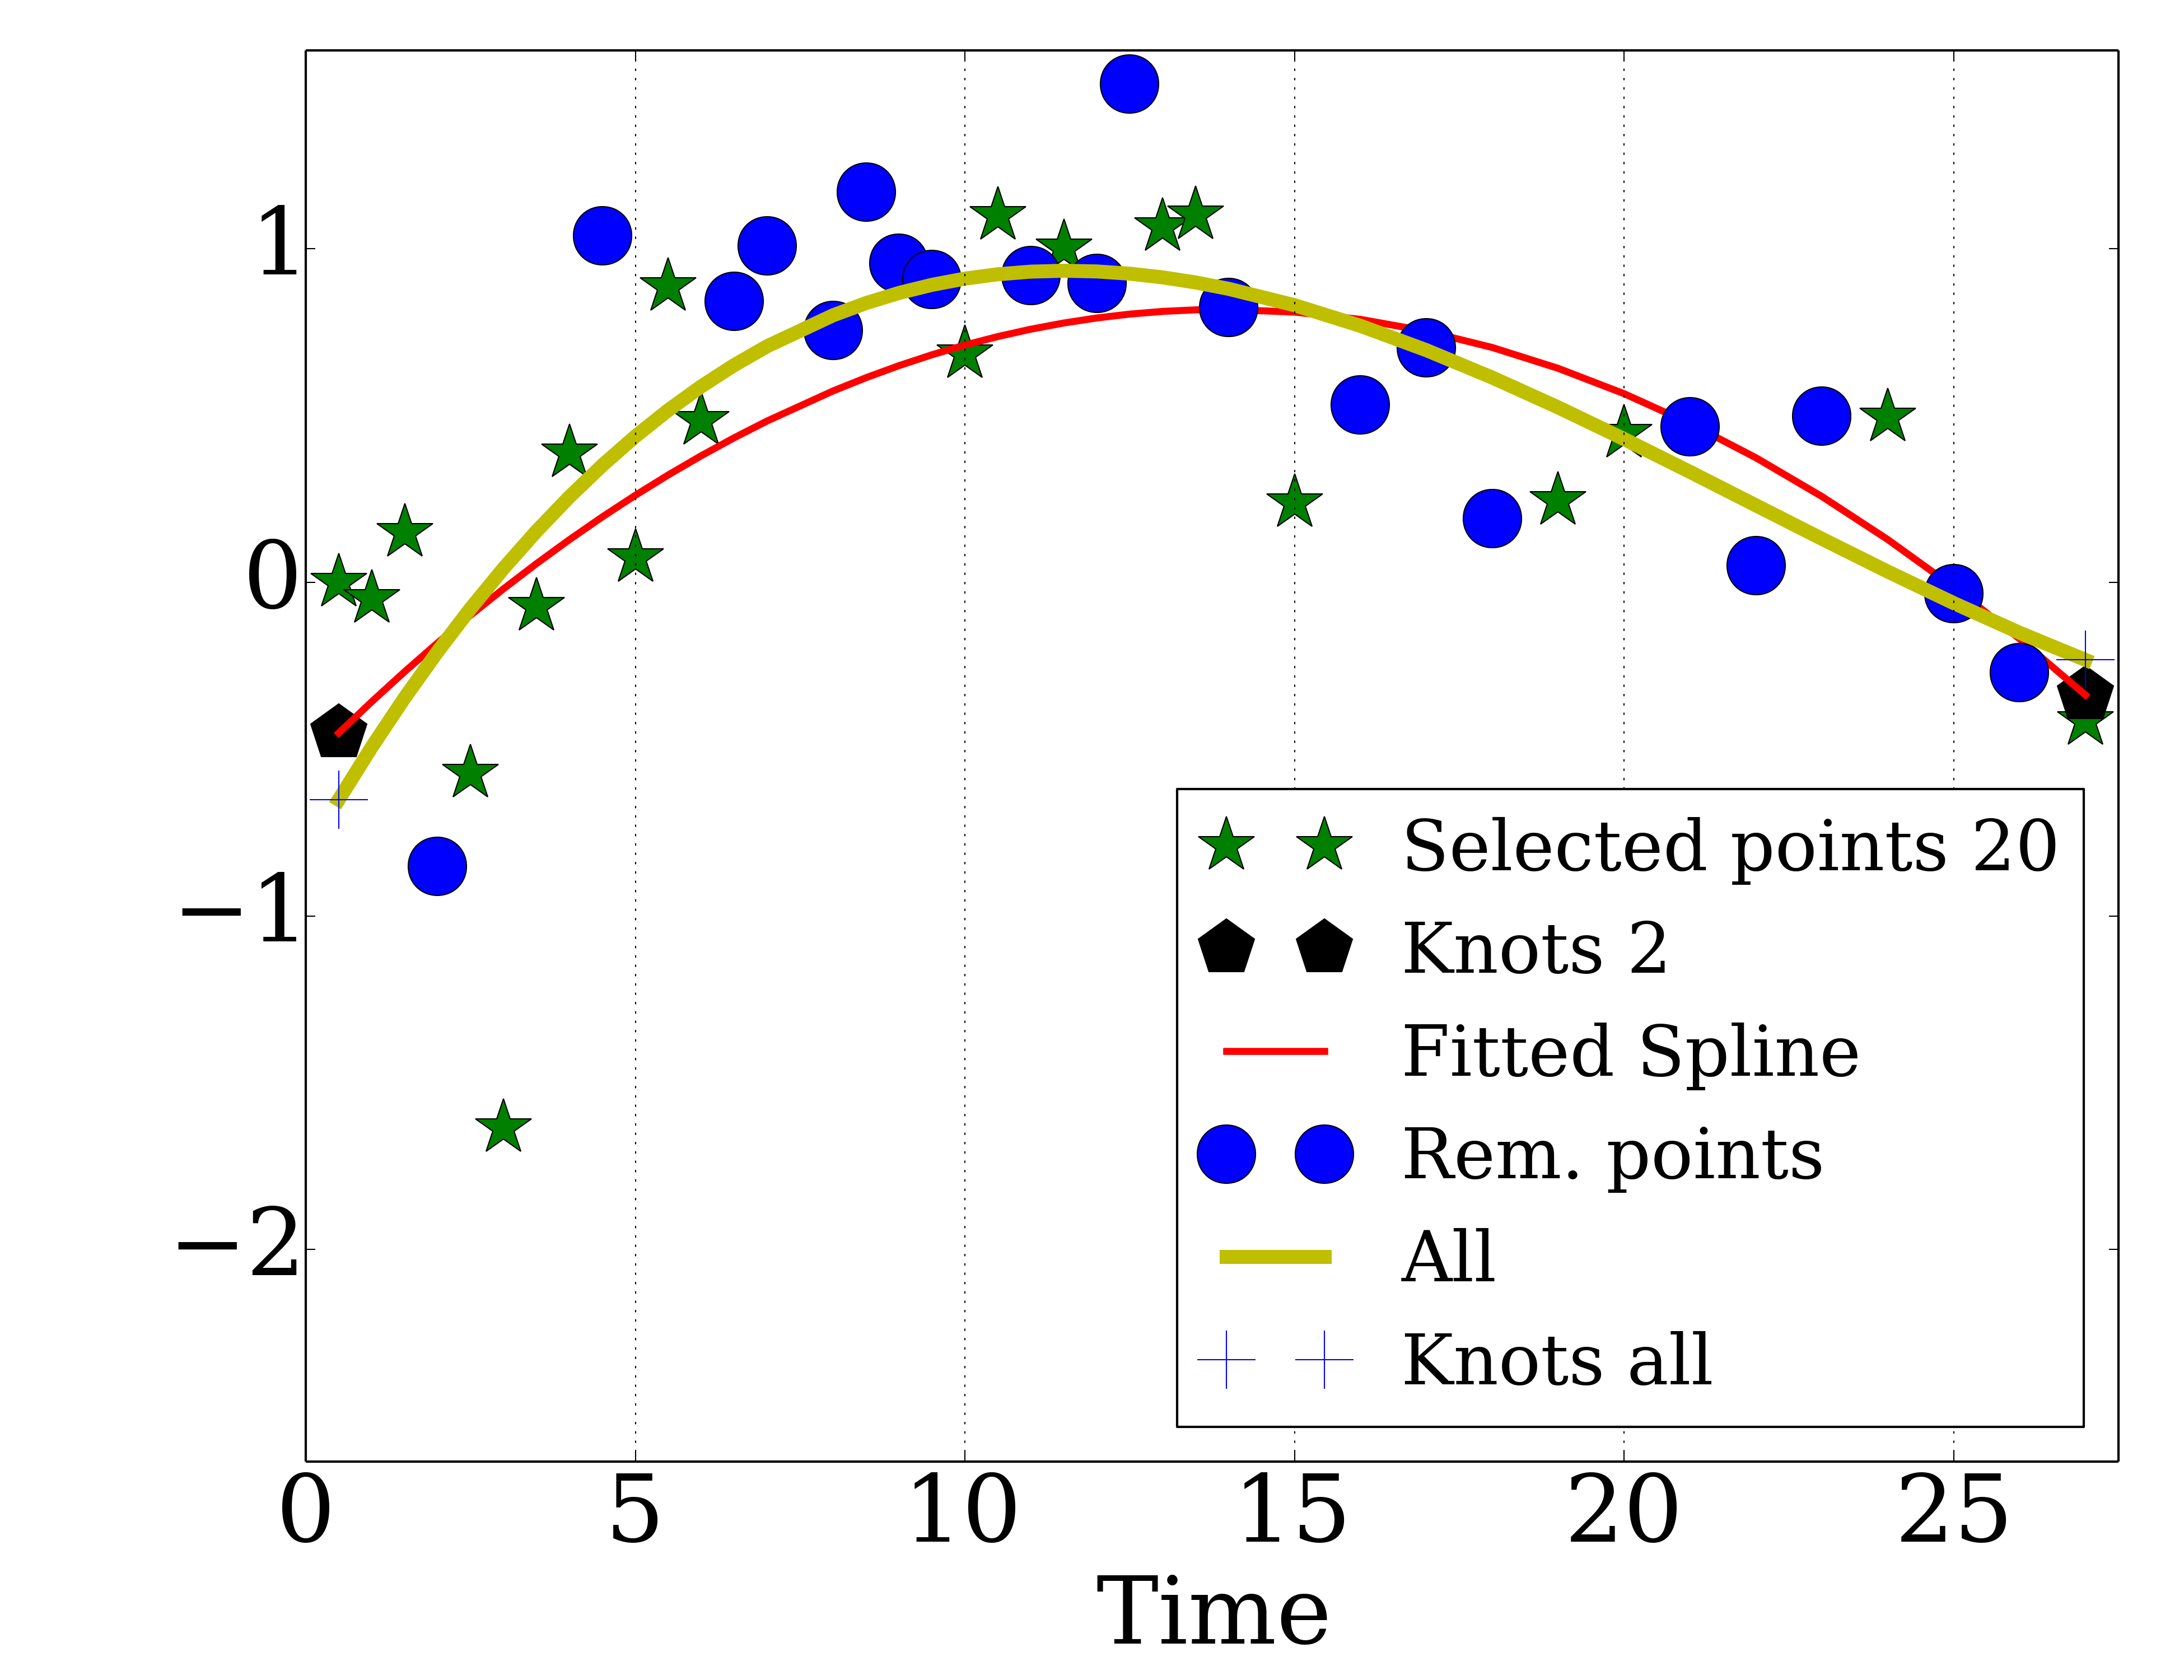 1
0
−1
−2
Selected points 20
Knots 2
Fitted Spline
Rem. points
All
Knots all
0 5 10 15 20 25
Time